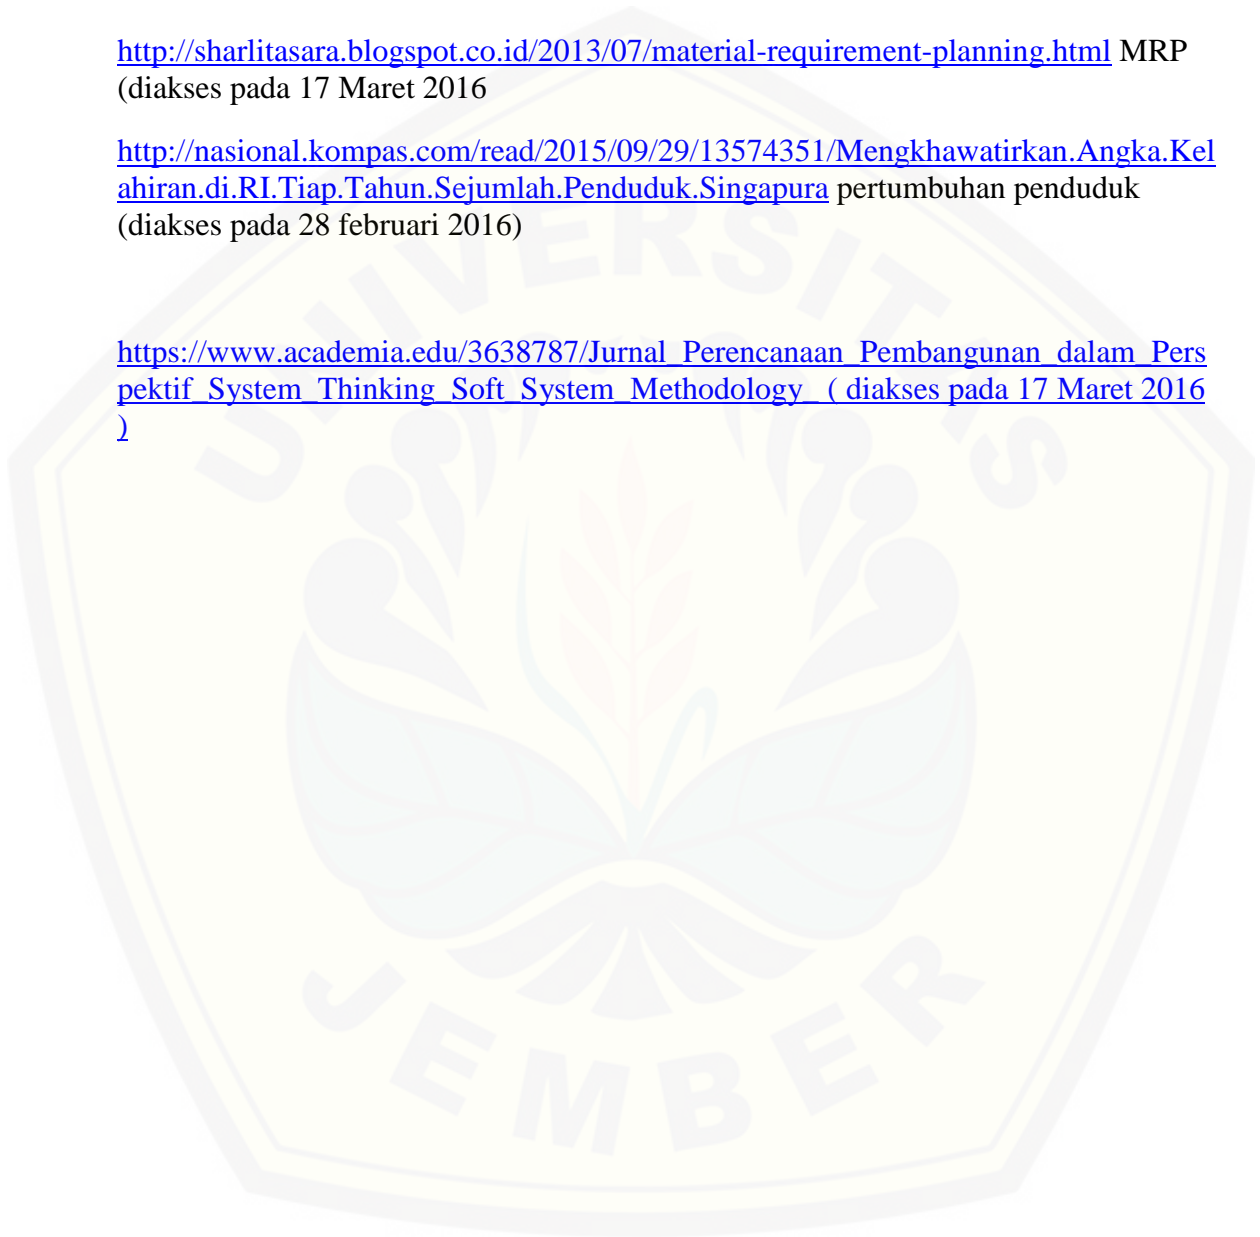 http://sharlitasara.blogspot.co.id/2013/07/material-requirement-planning.html MRP
(diakses pada 17 Maret 2016
http://nasional.kompas.com/read/2015/09/29/13574351/Mengkhawatirkan.Angka.Kel
ahiran.di.RI.Tiap.Tahun.Sejumlah.Penduduk.Singapura pertumbuhan penduduk
(diakses pada 28 februari 2016)
https://www.academia.edu/3638787/Jurnal_Perencanaan_Pembangunan_dalam_Pers
pektif_System_Thinking_Soft_System_Methodology_ ( diakses pada 17 Maret 2016
)
UNIVERSITAS
JEMBER